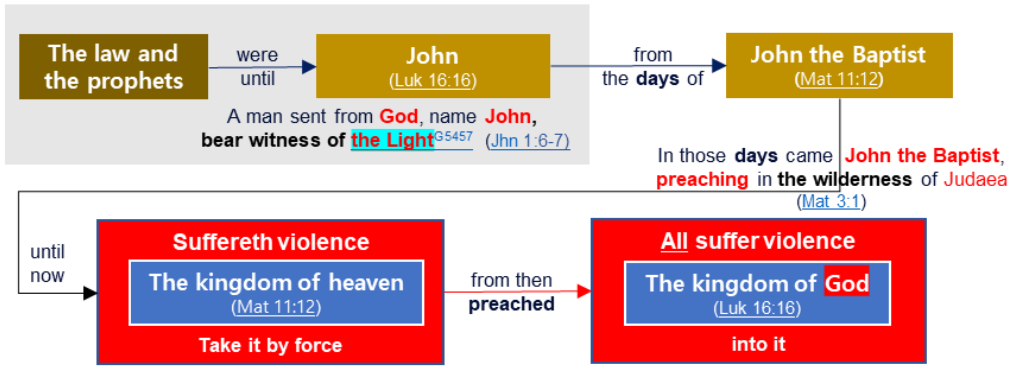 The law and
the prophets
were
until
John
(Luk 16:16)
from
the days of
John the Baptist
(Mat 11:12)
A man sent from God, name John,
bear witness of the LightG5457 (Jhn 1:6-7)
In those days came John the Baptist,
preaching in the wilderness of Judaea
(Mat 3:1)
until
now
Suffereth violence
The kingdom of heaven
(Mat 11:12)
Take it by force
from then
preached
All suffer violence
The kingdom of God
(Luk 16:16)
into it